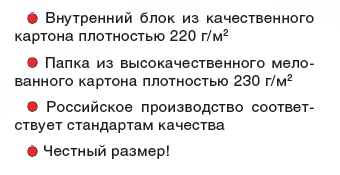 ● Внутренний блок из качественного
картона плотностью 220 г/м²
● Папка из высокачественного мело-
ванного картона плотностью 230 г/м²
● Российское производство соответ-
ствует стандартам качества
● Честный размер!